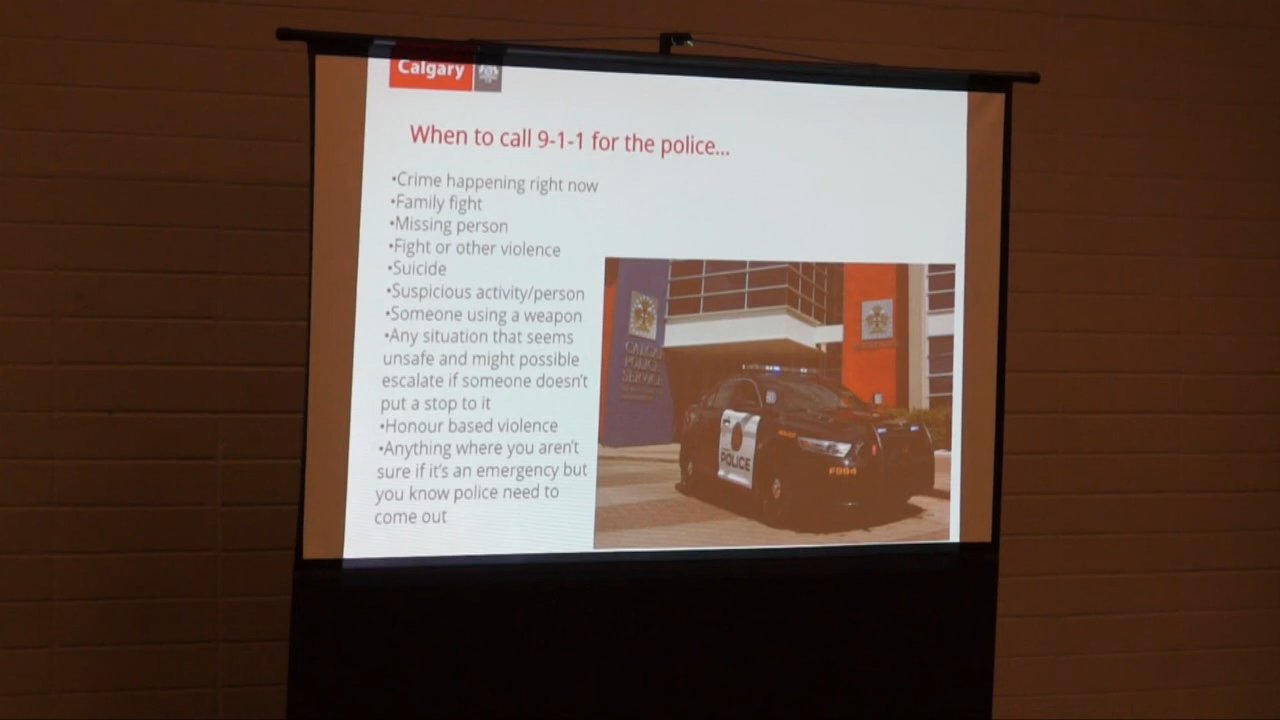 Calgary
When to call 9-1-1 for the police...
•Crime happening right now
•Family fight
•Missing person
•Fight or other violence
•Suicide
•Suspicious activity/person
•Someone using a weapon
•Any situation that seems
unsafe and might possible
escalate if someone doesn't
put a stop to it
•Honour based violence
•Anything where you aren't
sure if it's an emergency but
you know police need to
come out
CALGARY
POLICE
SERVICE
POLICE